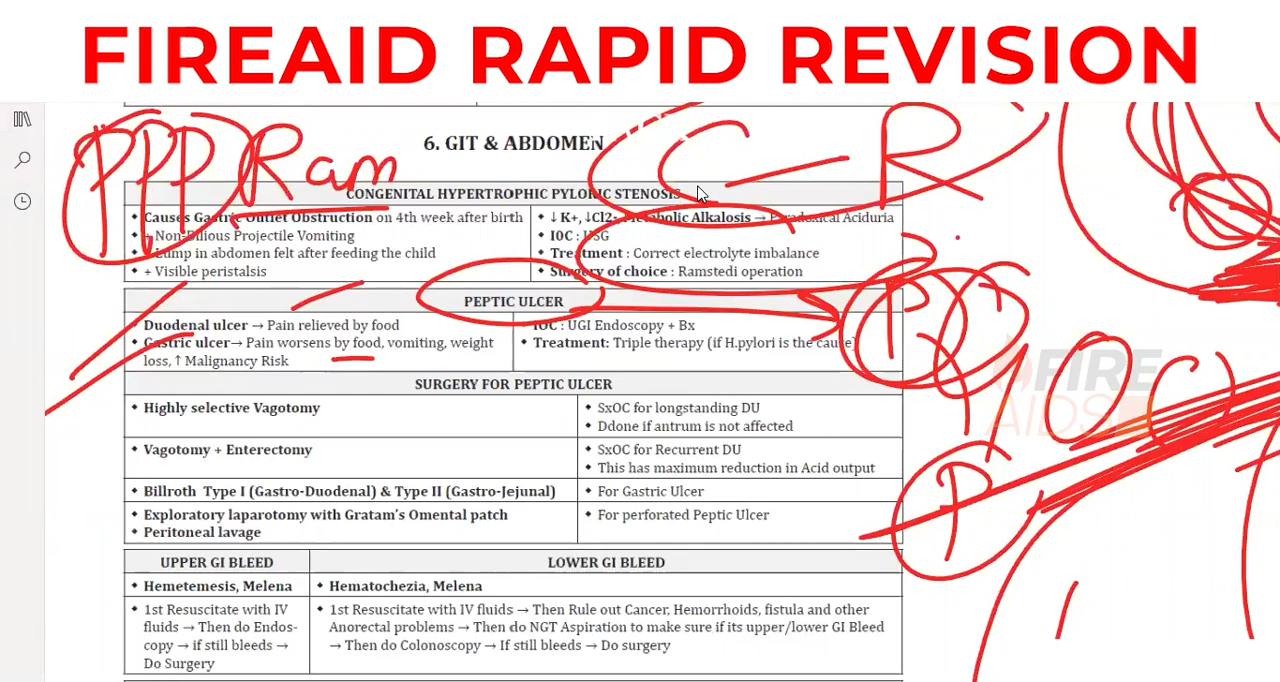 FIREAID RAPID REVISION
PPP Ram
C - R
6. GIT & ABDOMEN
CONGENITAL HYPERTROPHIC PYLORIC STENOSIS
Causes Gastric Outlet Obstruction on 4th week after birth
+ Non-Bilious Projectile Vomiting
Lump in abdomen felt after feeding the child
+ Visible peristalsis
↓ K+, ↓Cl2-, Metabolic Alkalosis → Paradoxical Aciduria
IOC : USG
Treatment : Correct electrolyte imbalance
Surgery of choice : Ramstedi operation
PEPTIC ULCER
Duodenal ulcer → Pain relieved by food
Gastric ulcer→ Pain worsens by food, vomiting, weight
loss, ↑ Malignancy Risk
IOC : UGI Endoscopy + Bx
Treatment: Triple therapy (if H.pylori is the cause)
FIRE
AIDS
SURGERY FOR PEPTIC ULCER
Highly selective Vagotomy
SxOC for longstanding DU
Ddone if antrum is not affected
Vagotomy + Enterectomy
SxOC for Recurrent DU
This has maximum reduction in Acid output
Billroth Type I (Gastro-Duodenal) & Type II (Gastro-Jejunal)
For Gastric Ulcer
Exploratory laparotomy with Gratam's Omental patch
Peritoneal lavage
For perforated Peptic Ulcer
P
UPPER GI BLEED
LOWER GI BLEED
Hemetemesis, Melena
Hematochezia, Melena
1st Resuscitate with IV
fluids → Then do Endos-
copy → if still bleeds →
Do Surgery
1st Resuscitate with IV fluids → Then Rule out Cancer, Hemorrhoids, fistula and other
Anorectal problems → Then do NGT Aspiration to make sure if its upper/lower GI Bleed
→ Then do Colonoscopy → If still bleeds → Do surgery